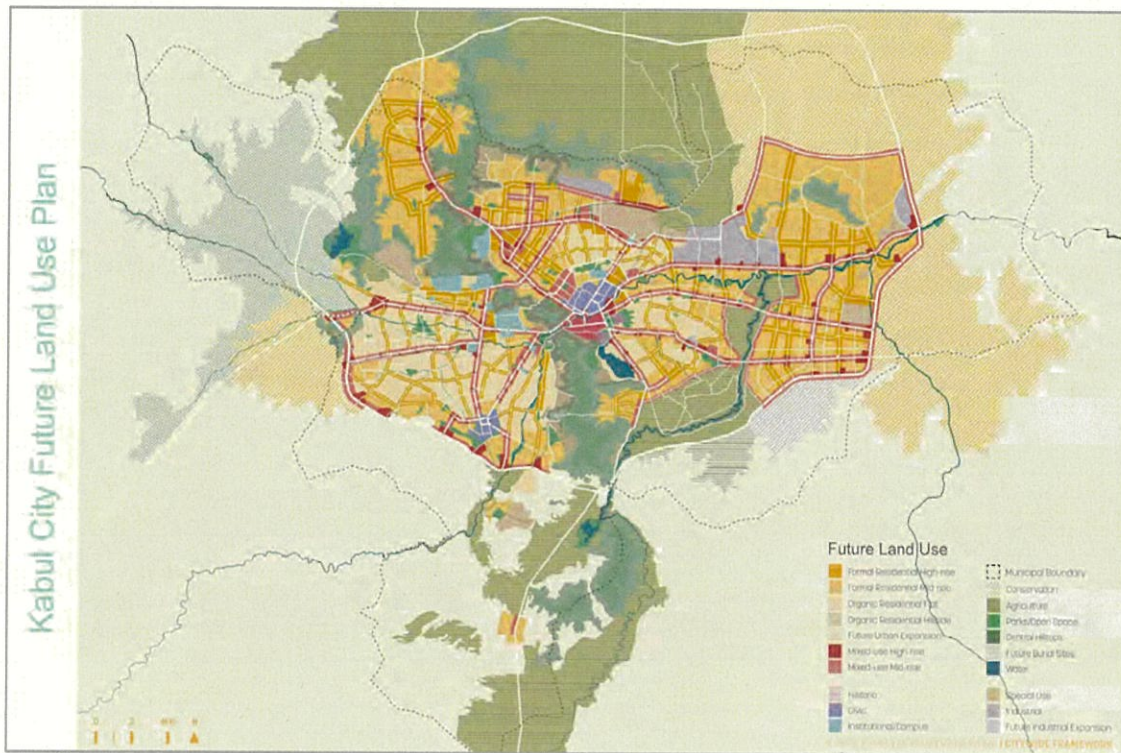 Kabul City Future Land Use Plan
Future Land Use
Formal Residential High-rise
Formal Residential Mid-rise
Organic Residential Flat
Organic Residential Hillside
Future Urban Expansion
Mixed-use High-rise
Mixed-use Mid-rise
Historic
Civic
Institutional/Campus
Municipal Boundary
Conservation
Agriculture
Parks/Open Space
Central Hilltops
Future Burial Sites
Water
Special Use
Industrial
Future Industrial Expansion
CITYWIDE FRAMEWORK